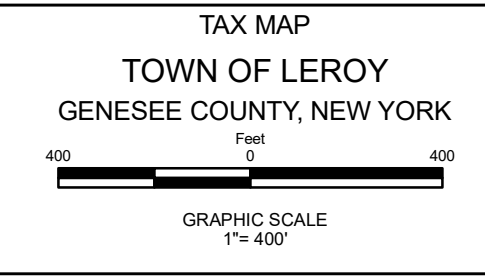 TAX MAP
TOWN OF LEROY
GENESEE COUNTY, NEW YORK
Feet
400 0 400
GRAPHIC SCALE
1"= 400'